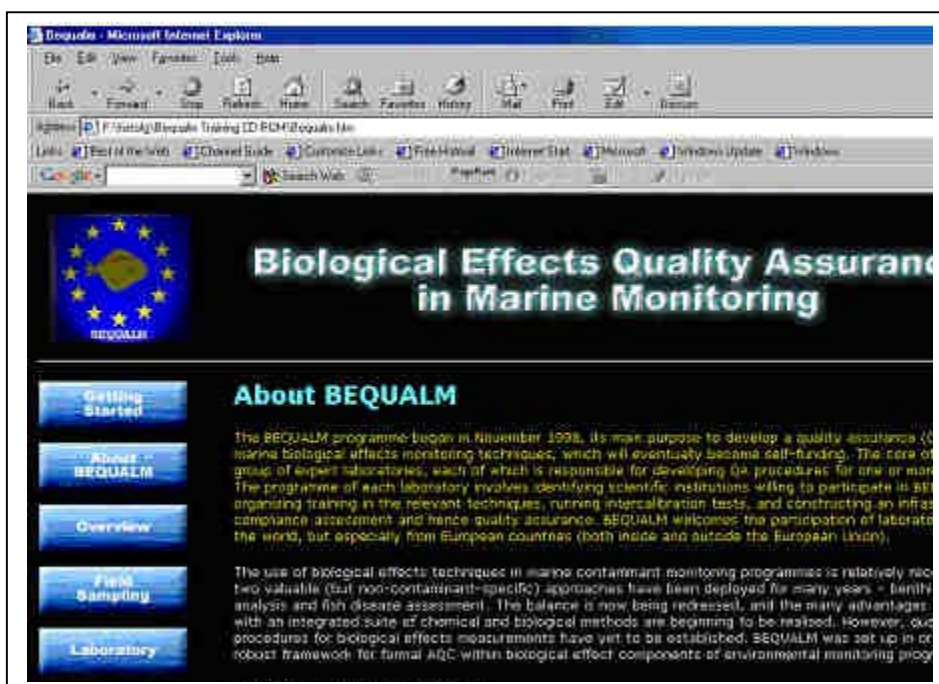 Bequalm - Microsoft Internet Explorer
File Edit View Favorites Tools Help
Back Forward Stop Refresh Home Search Favorites History Mail Print Edit Discuss
Address
Links Best of the Web Channel Guide Customize Links Free Hotmail Internet Start Microsoft Windows Update Windows
Google Search Web PageRank
BEQUALM
Biological Effects Quality Assuranc
in Marine Monitoring
Getting
Started
About
BEQUALM
Overview
Field
Sampling
Laboratory
About BEQUALM
The BEQUALM programme began in November 1998, its main purpose to develop a quality assurance
marine biological effects monitoring techniques, which will eventually become self-funding. The core of
group of expert laboratories, each of which is responsible for developing QA procedures for one or mor
The programme of each laboratory involves identifying scientific institutions willing to participate in BE
organising training in the relevant techniques, running intercalibration tests, and constructing an infras
compliance assessment and hence quality assurance. BEQUALM welcomes the participation of laborato
the world, but especially from European countries (both inside and outside the European Union).
The use of biological effects techniques in marine contaminant monitoring programmes is relatively rece
two valuable (but non-contaminant-specific) approaches have been deployed for many years - benthi
analysis and fish disease assessment. The balance is now being redressed, and the many advantages
with an integrated suite of chemical and biological methods are beginning to be realised. However, qua
procedures for biological effects measurements have yet to be established. BEQUALM was set up in or
robust framework for formal AQC within biological effect components of environmental monitoring prog